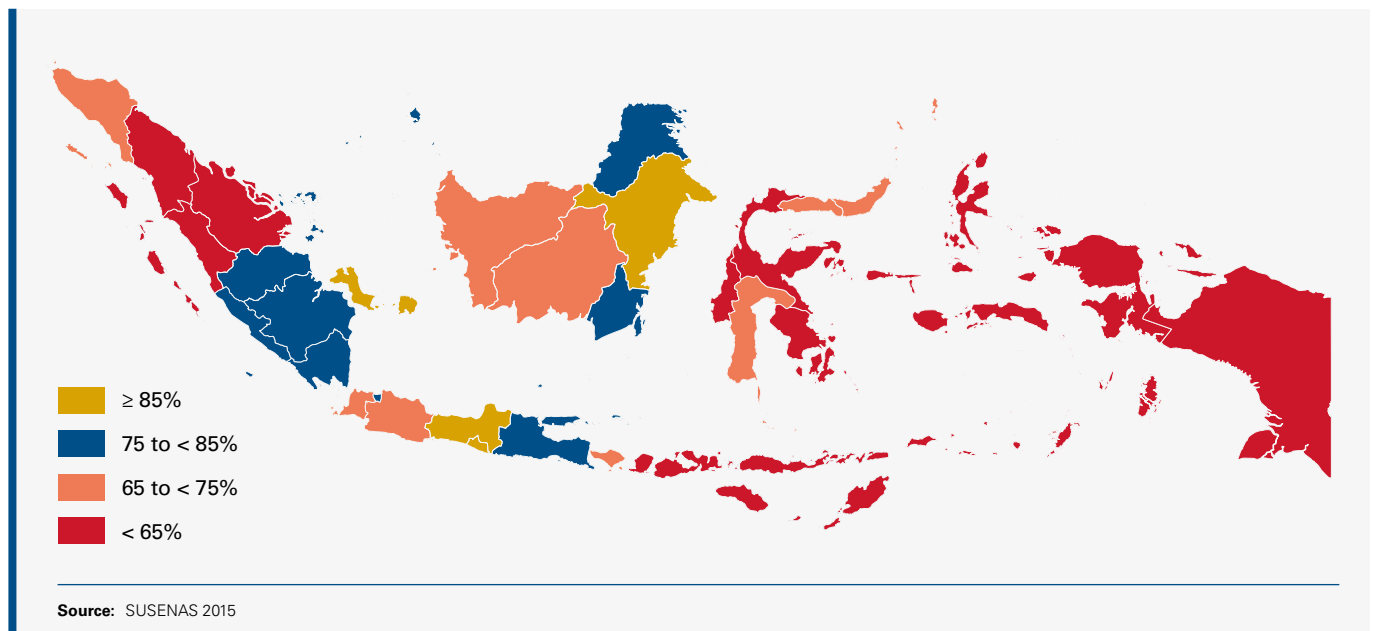 ≥ 85%
75 to < 85%
65 to < 75%
< 65%
Source: SUSENAS 2015